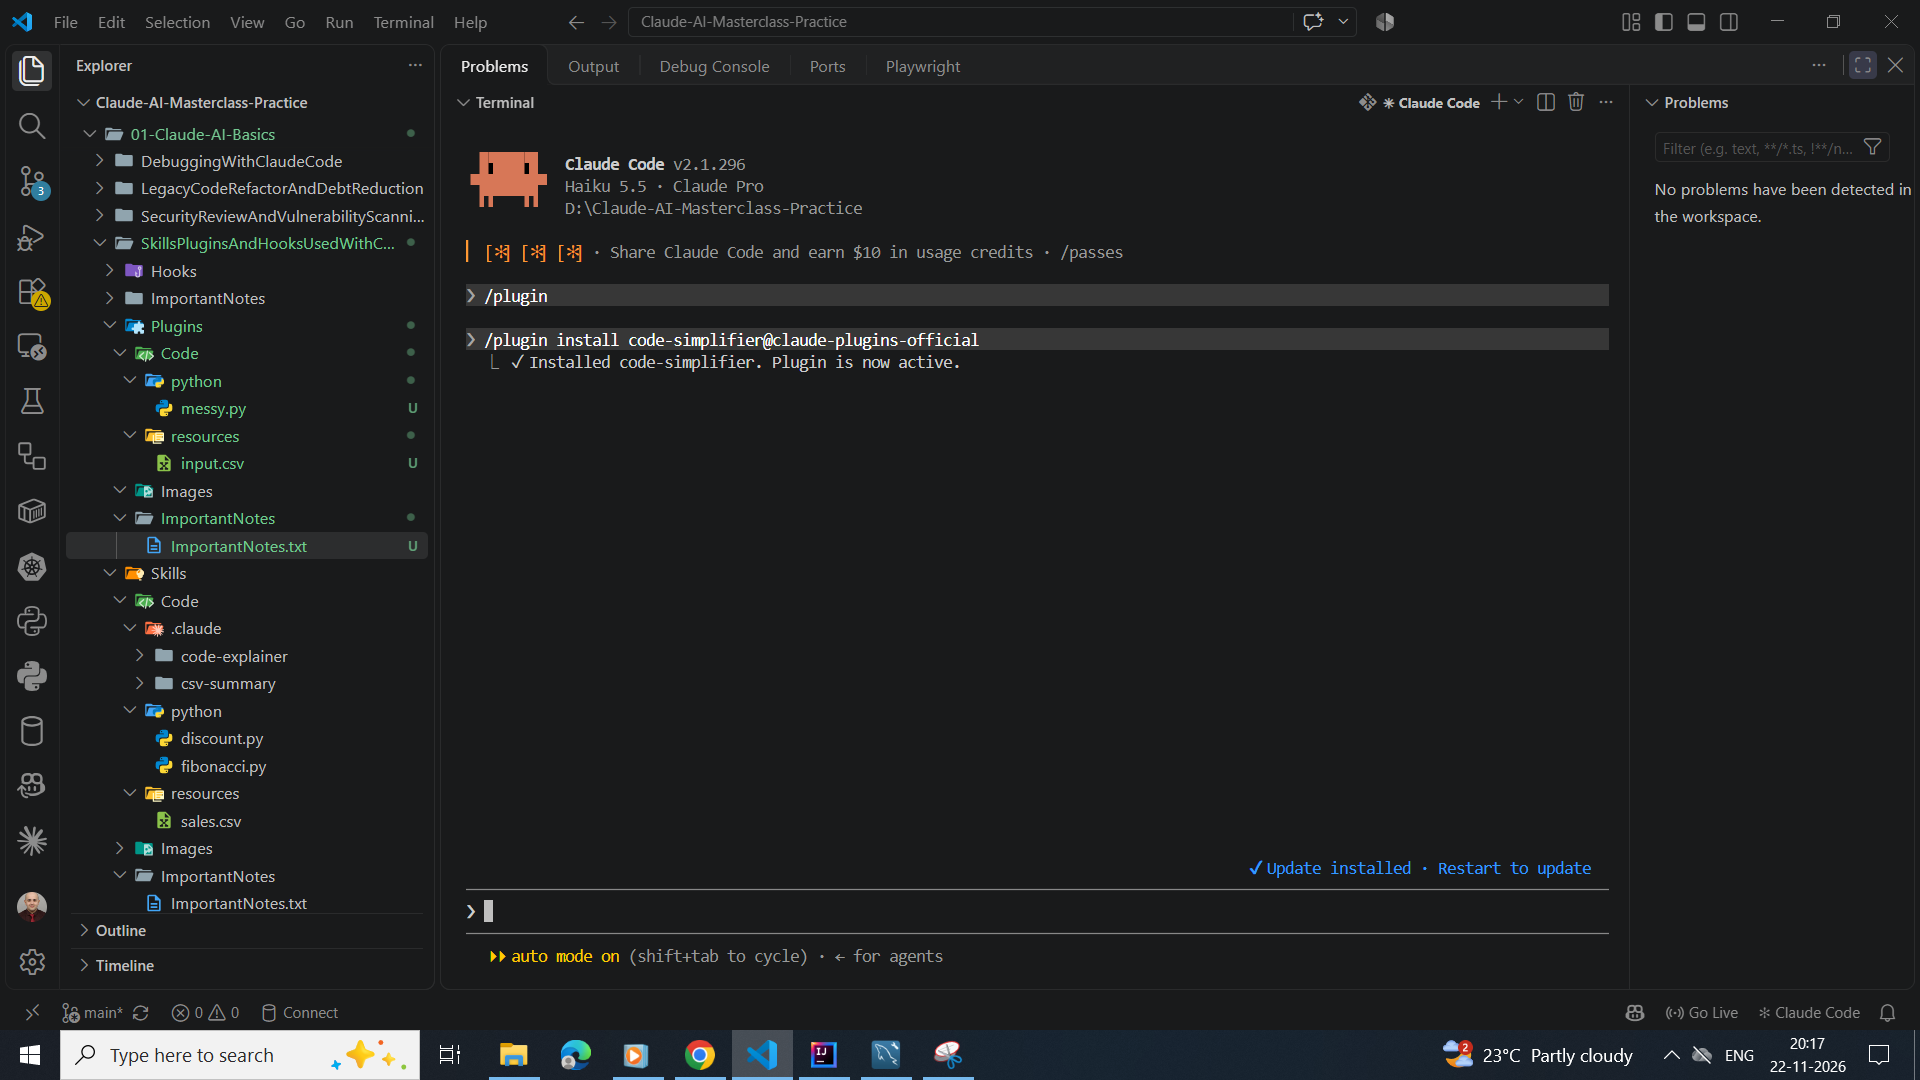 File Edit Selection View Go Run Terminal Help
Claude-AI-Masterclass-Practice
Explorer
Claude-AI-Masterclass-Practice
01-Claude-AI-Basics
DebuggingWithClaudeCode
LegacyCodeRefactorAndDebtReduction
SecurityReviewAndVulnerabilityScanni...
SkillsPluginsAndHooksUsedWithC...
Hooks
ImportantNotes
Plugins
Code
python
messy.py U
resources
input.csv U
Images
ImportantNotes
ImportantNotes.txt U
Skills
Code
.claude
code-explainer
csv-summary
python
discount.py
fibonacci.py
resources
sales.csv
Images
ImportantNotes
ImportantNotes.txt
Outline
Timeline
3
Problems Output Debug Console Ports Playwright
Terminal
Claude Code
Claude Code v2.1.296
Haiku 5.5 · Claude Pro
D:\Claude-AI-Masterclass-Practice
[✻] [✻] [✻] · Share Claude Code and earn $10 in usage credits · /passes
❯ /plugin
❯ /plugin install code-simplifier@claude-plugins-official
⎿ ✓ Installed code-simplifier. Plugin is now active.
✓ Update installed · Restart to update
❯
⏵⏵ auto mode on (shift+tab to cycle) · ← for agents
Problems
Filter (e.g. text, **/*.ts, !**/n...
No problems have been detected in
the workspace.
main* 0 0 Connect
Go Live Claude Code
Type here to search
2 23°C Partly cloudy
ENG
20:17
22-11-2026
IJ